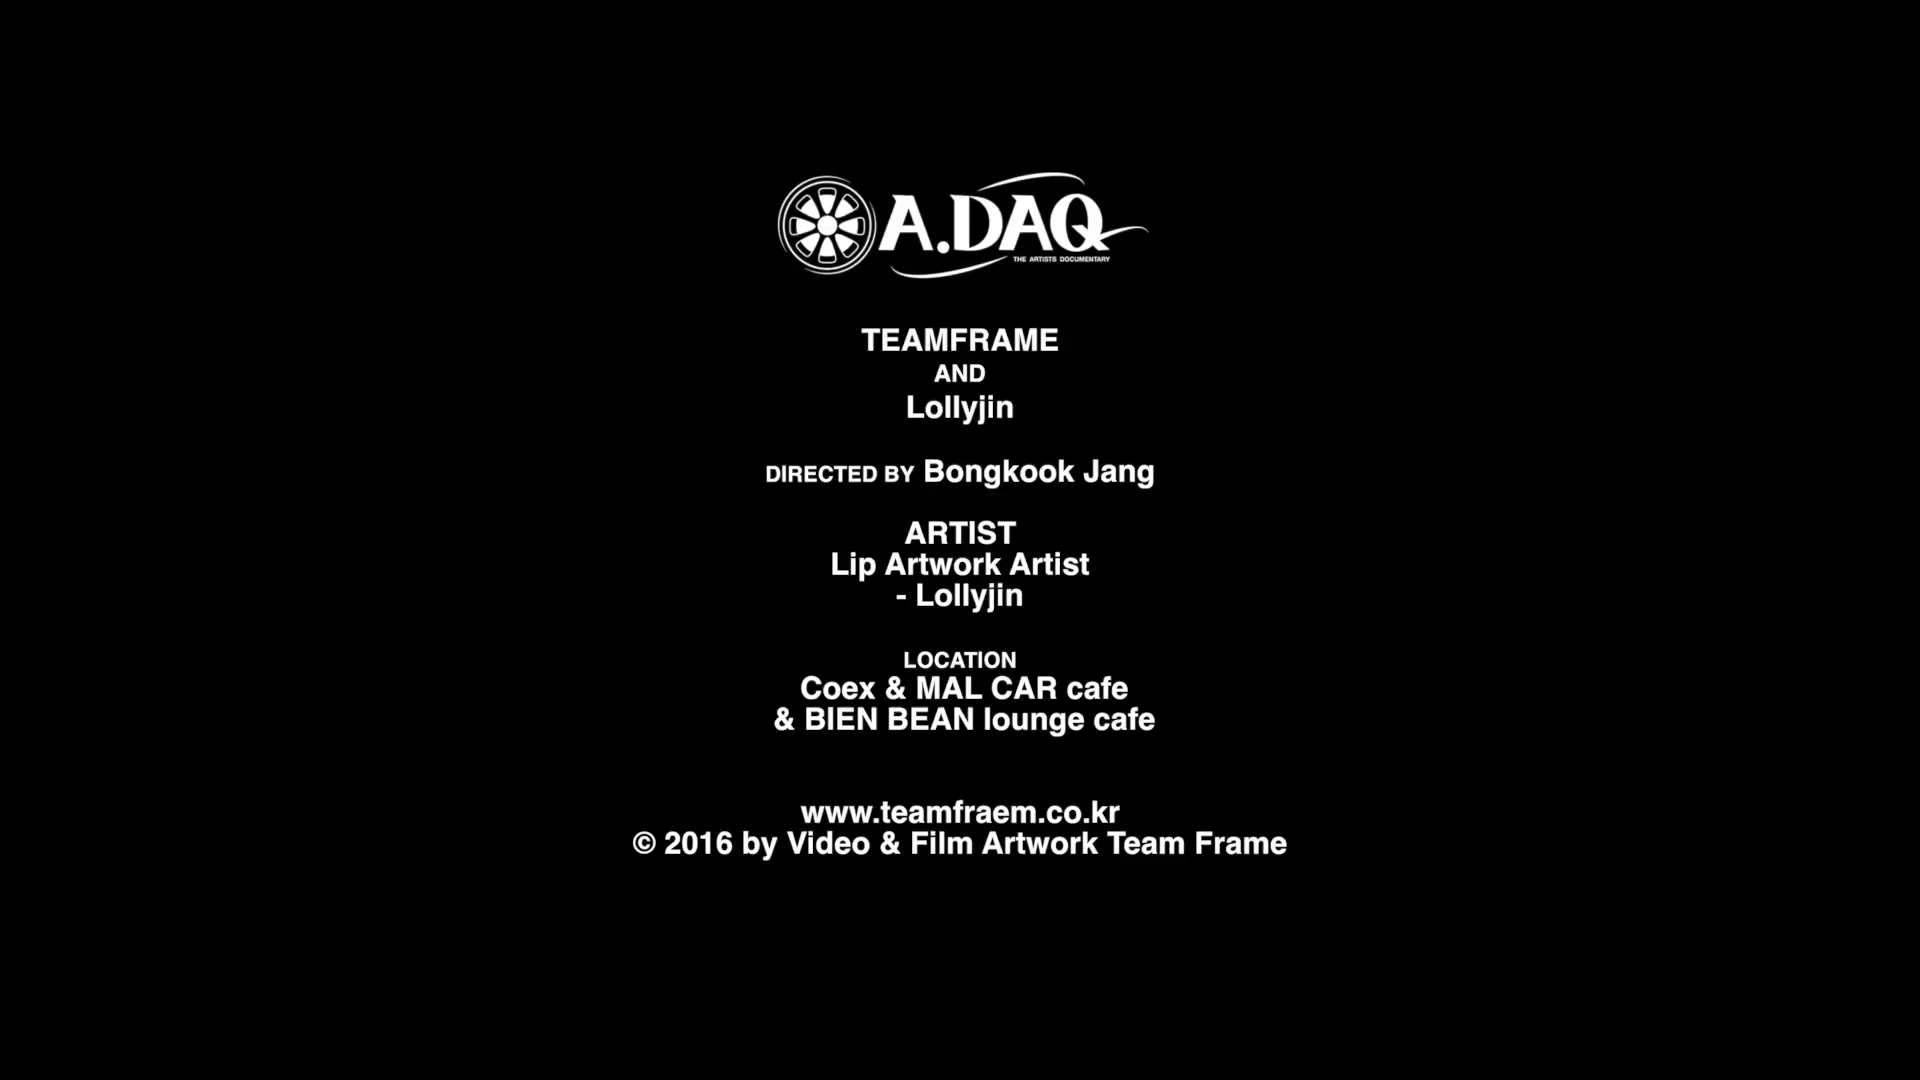 A.DAQ
THE ARTISTS DOCUMENTARY
TEAMFRAME
AND
Lollyjin
DIRECTED BY Bongkook Jang
ARTIST
Lip Artwork Artist
- Lollyjin
LOCATION
Coex & MAL CAR cafe
& BIEN BEAN lounge cafe
www.teamfraem.co.kr
© 2016 by Video & Film Artwork Team Frame